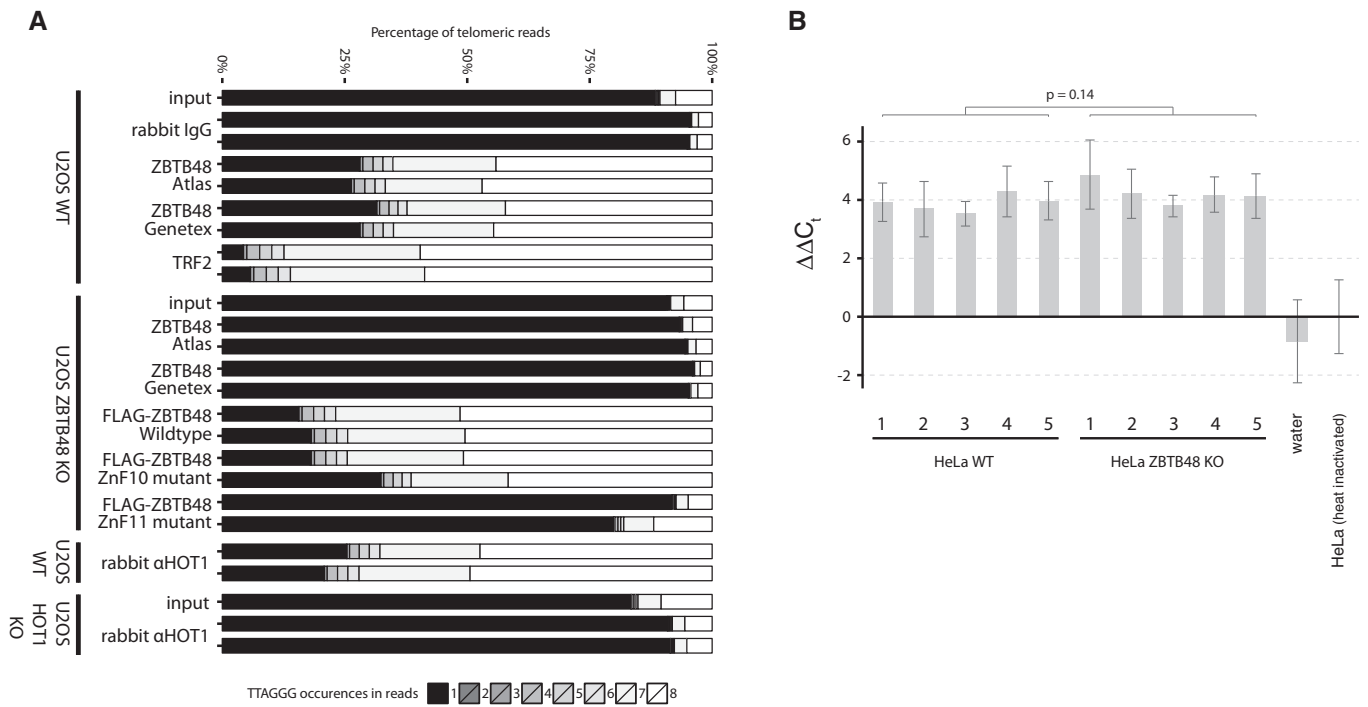 A
Percentage of telomeric reads
0%
25%
50%
75%
100%
U2OS WT
input
rabbit IgG
ZBTB48
Atlas
ZBTB48
Genetex
TRF2
U2OS ZBTB48 KO
input
ZBTB48
Atlas
ZBTB48
Genetex
FLAG-ZBTB48
Wildtype
FLAG-ZBTB48
ZnF10 mutant
FLAG-ZBTB48
ZnF11 mutant
U2OS
WT
rabbit αHOT1
U2OS
HOT1
KO
input
rabbit αHOT1
TTAGGG occurences in reads 1 2 3 4 5 6 7 8
B
p = 0.14
ΔΔCt
6
4
2
0
-2
1 2 3 4 5 1 2 3 4 5
HeLa WT
HeLa ZBTB48 KO
water
HeLa (heat inactivated)